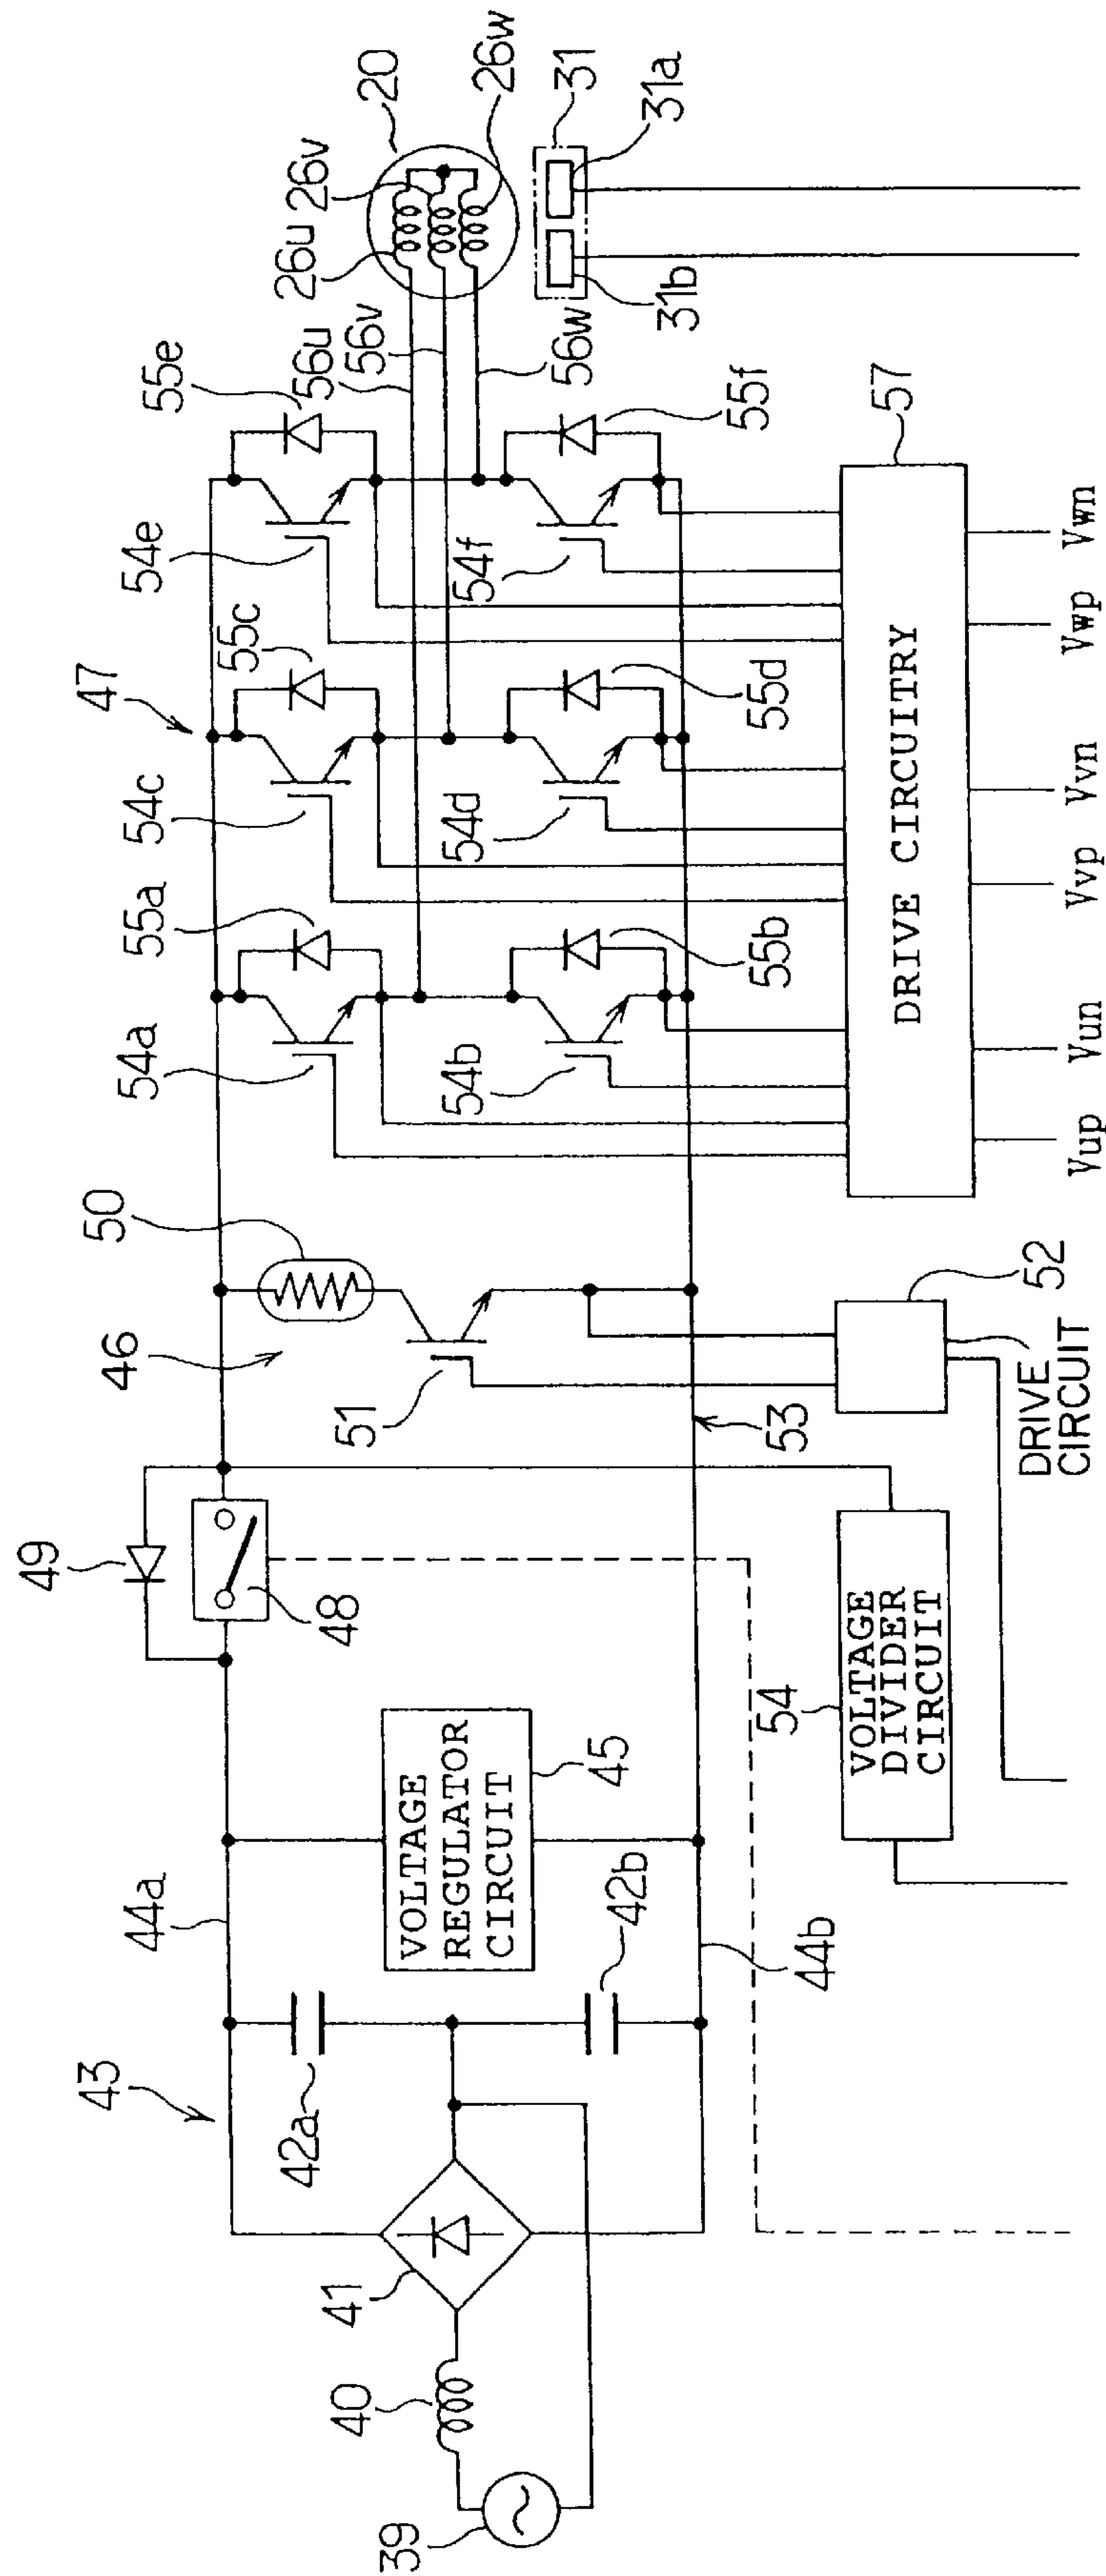 39
40
41
43
42a
42b
44a
44b
VOLTAGE
REGULATOR
CIRCUIT
45
49
48
54
VOLTAGE
DIVIDER
CIRCUIT
46
50
51
53
52
DRIVE
CIRCUIT
47
54a
55a
54b
55b
54c
55c
54d
55d
54e
55e
54f
55f
56u
56v
56w
20
26u
26v
26w
31
31a
31b
57
DRIVE CIRCUITRY
Vup
Vun
Vvp
Vvn
Vwp
Vwn